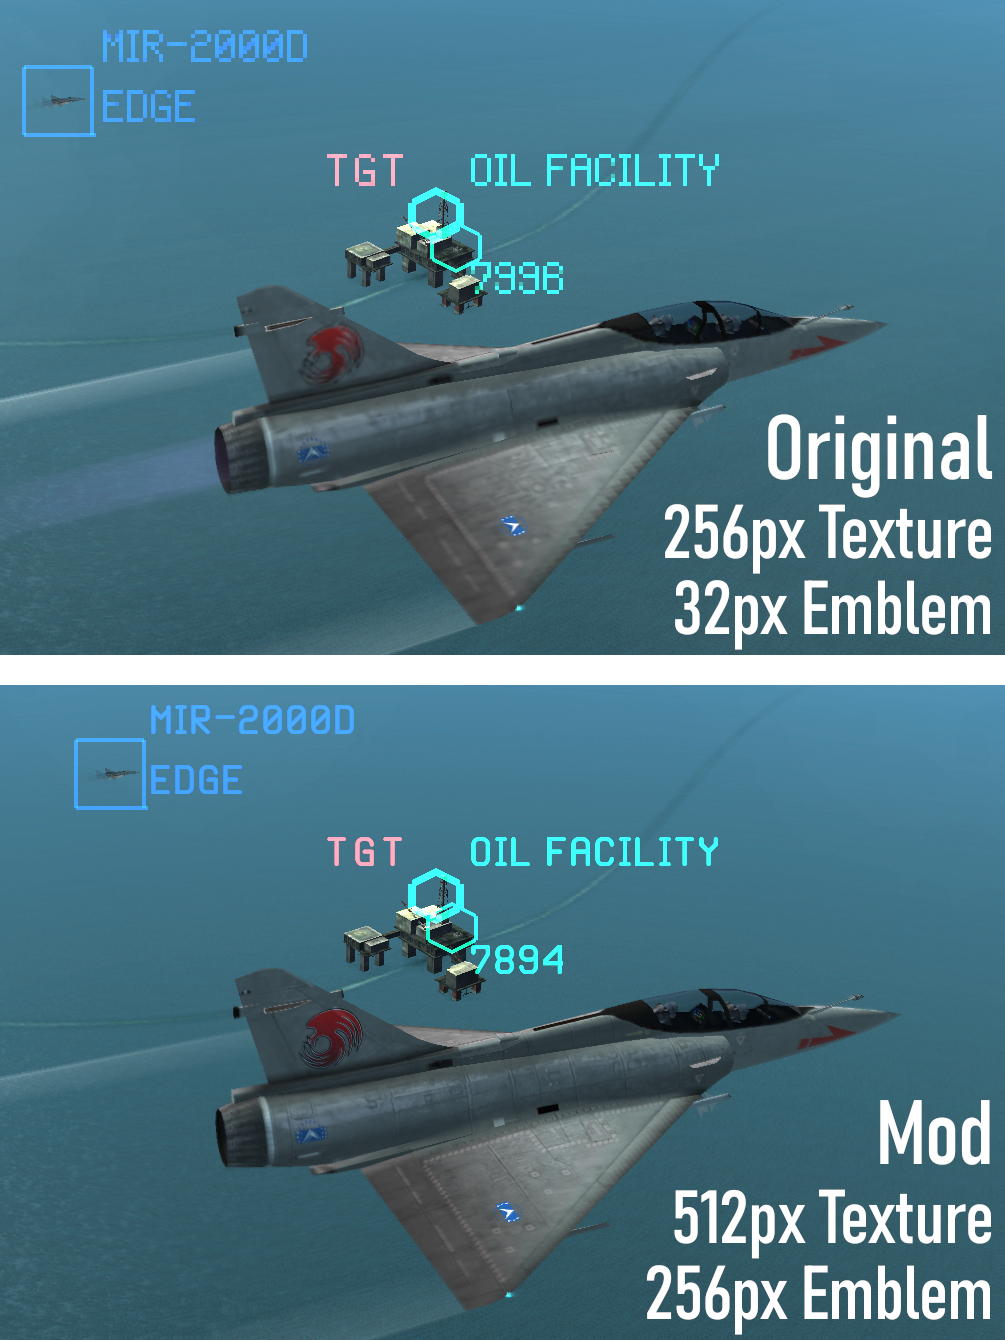 MIR-2000D
EDGE
TGT OIL FACILITY
7996
Original
256px Texture
32px Emblem
MIR-2000D
EDGE
TGT OIL FACILITY
7894
Mod
512px Texture
256px Emblem